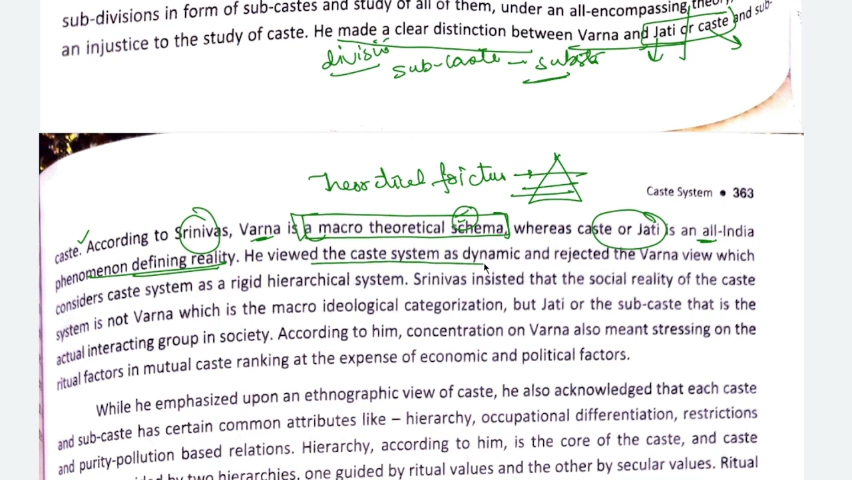 sub-divisions in form of sub-castes and study of all of them, under an all-encompassing theory,
an injustice to the study of caste. He made a clear distinction between Varna and Jati or caste and sub-
division
sub-caste –
Caste System • 363
caste. According to Srinivas, Varna is a macro theoretical schema, whereas caste or Jati is an all-India
phenomenon defining reality. He viewed the caste system as dynamic and rejected the Varna view which
considers caste system as a rigid hierarchical system. Srinivas insisted that the social reality of the caste
system is not Varna which is the macro ideological categorization, but Jati or the sub-caste that is the
actual interacting group in society. According to him, concentration on Varna also meant stressing on the
ritual factors in mutual caste ranking at the expense of economic and political factors.
While he emphasized upon an ethnographic view of caste, he also acknowledged that each caste
and sub-caste has certain common attributes like – hierarchy, occupational differentiation, restrictions
and purity-pollution based relations. Hierarchy, according to him, is the core of the caste, and caste
by two hierarchies, one guided by ritual values and the other by secular values. Ritual